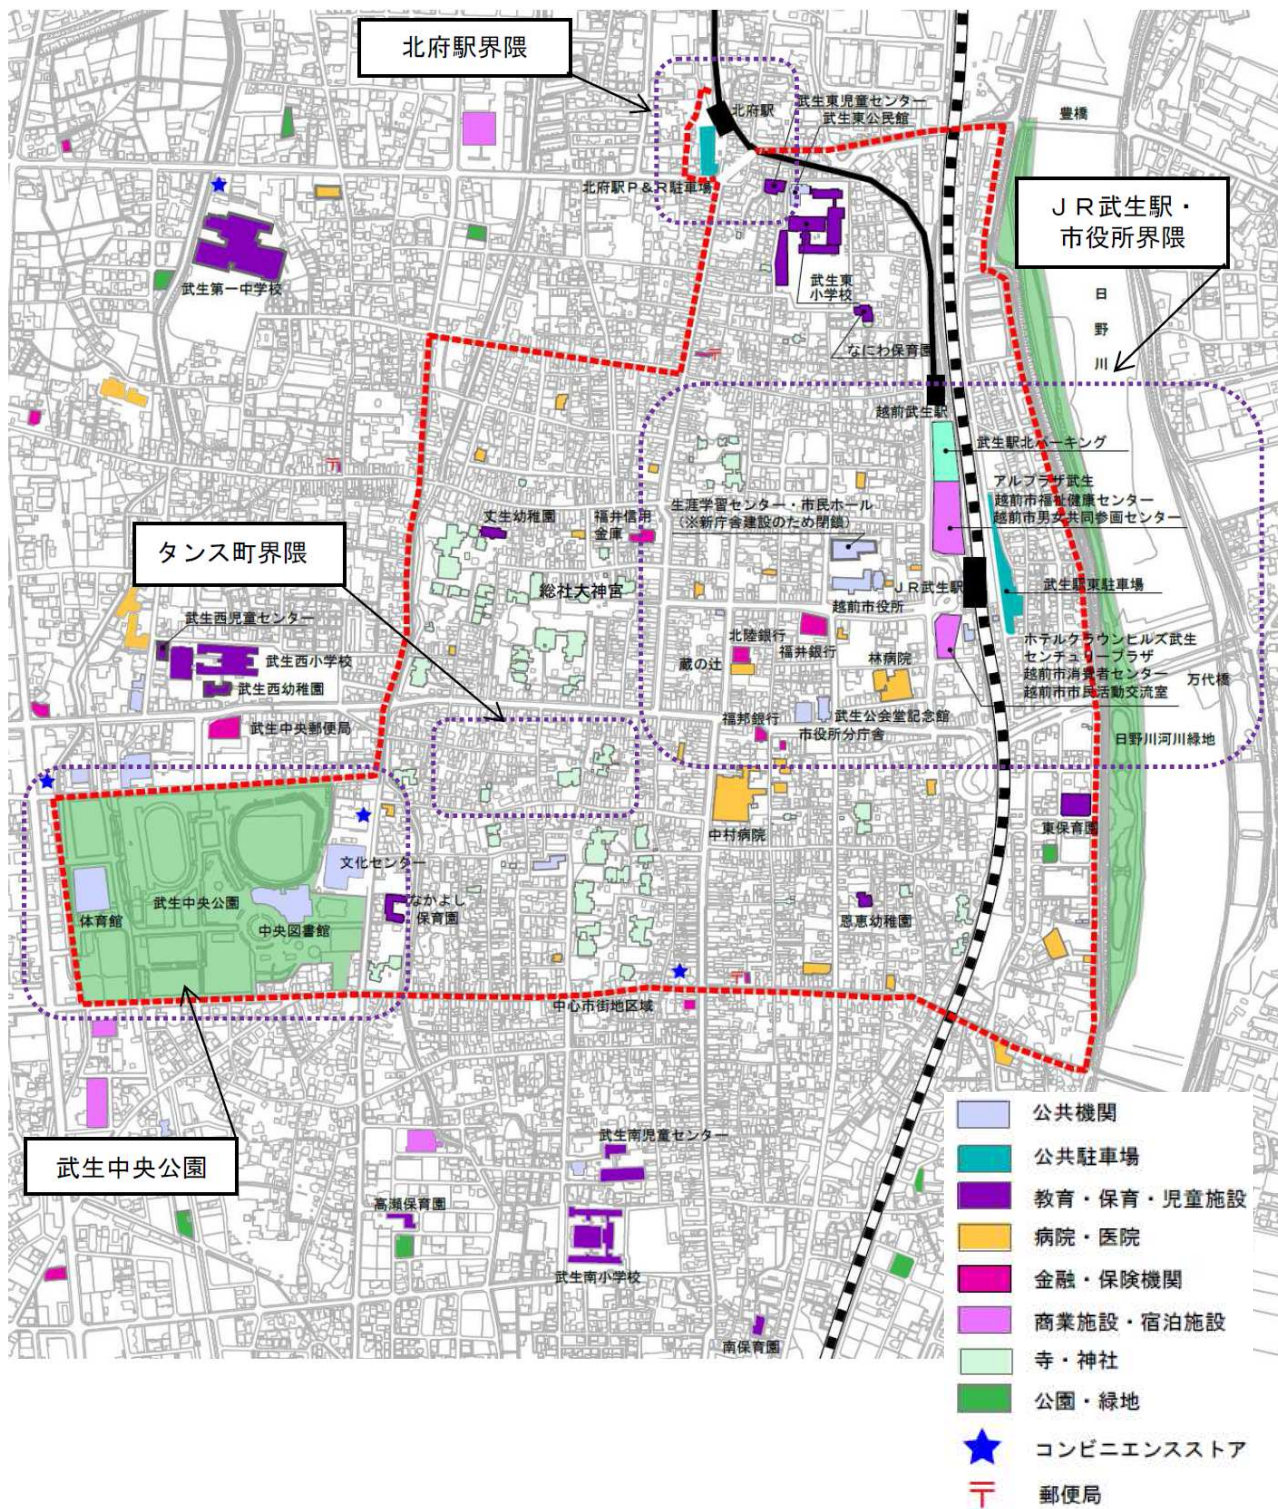 北府駅界隈
北府駅
武生東児童センター
武生東公民館
豊橋
北府駅Ｐ＆Ｒ駐車場
ＪＲ武生駅・
市役所界隈
武生第一中学校
武生東
小学校
日
野
川
なにわ保育園
越前武生駅
武生駅北パーキング
アルプラザ武生
越前市福祉健康センター
越前市男女共同参画センター
生涯学習センター・市民ホール
（※新庁舎建設のため閉鎖）
丈生幼稚園
福井信用
金庫
タンス町界隈
総社大神宮
ＪＲ武生駅
越前市役所
武生駅東駐車場
武生西児童センター
北陸銀行
福井銀行
蔵の辻
林病院
ホテルクラウンヒルズ武生
センチュリープラザ
越前市消費者センター
越前市市民活動交流室
万代橋
武生西小学校
武生西幼稚園
武生中央郵便局
福邦銀行
武生公会堂記念館
市役所分庁舎
日野川河川緑地
中村病院
東保育園
文化センター
なかよし
保育園
武生中央公園
体育館
中央図書館
恩恵幼稚園
中心市街地区域
武生中央公園
武生南児童センター
高瀬保育園
武生南小学校
南保育園
公共機関
公共駐車場
教育・保育・児童施設
病院・医院
金融・保険機関
商業施設・宿泊施設
寺・神社
公園・緑地
コンビニエンスストア
〒 郵便局